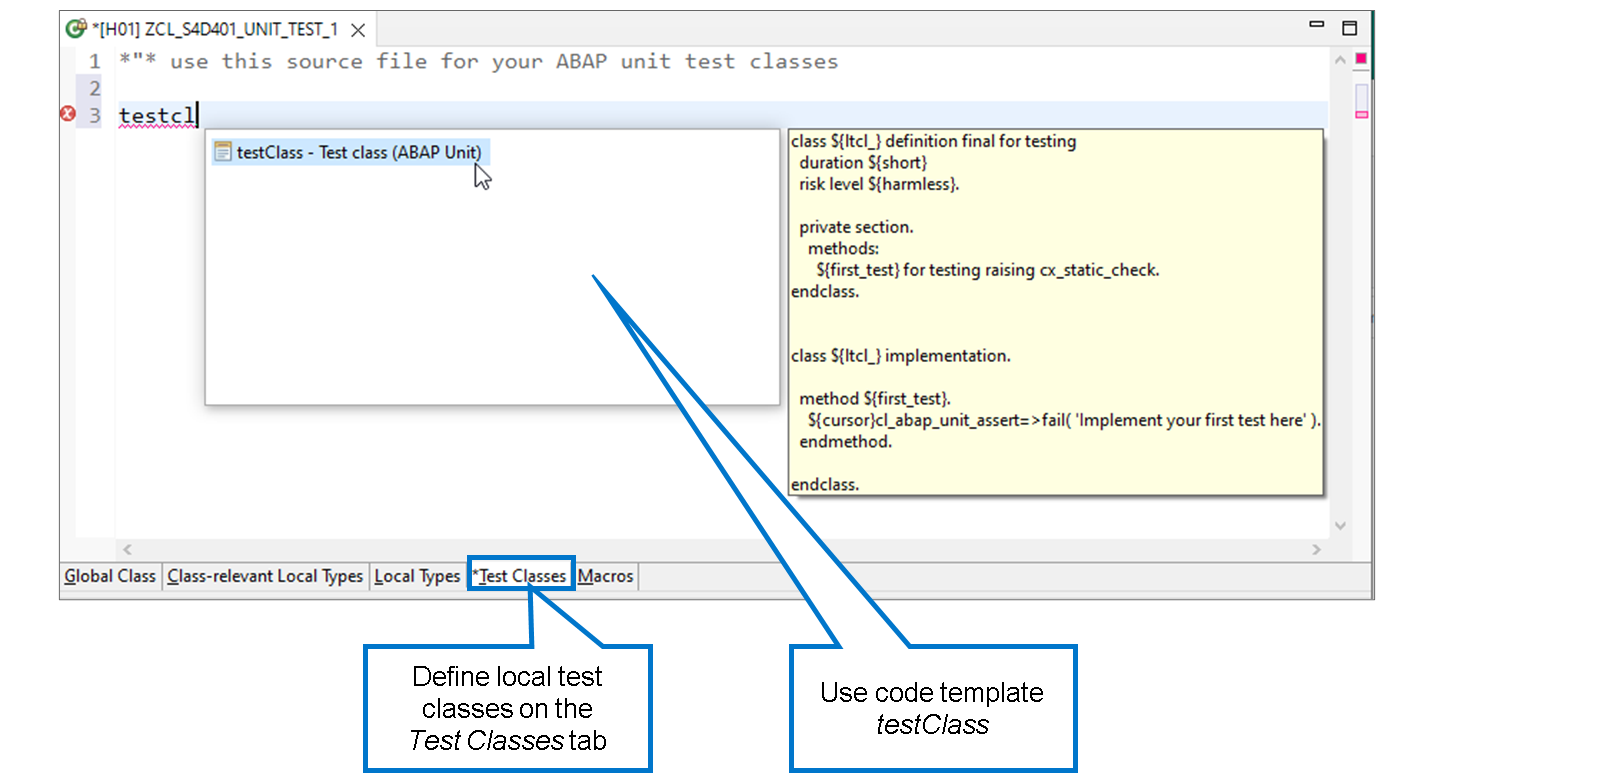 *[H01] ZCL_S4D401_UNIT_TEST_1
1 *"* use this source file for your ABAP unit test classes
2
3 testcl
testClass - Test class (ABAP Unit)
class ${ltcl_} definition final for testing
duration ${short}
risk level ${harmless}.
private section.
methods:
${first_test} for testing raising cx_static_check.
endclass.
class ${ltcl_} implementation.
method ${first_test}.
${cursor}cl_abap_unit_assert=>fail( 'Implement your first test here' ).
endmethod.
endclass.
Global Class Class-relevant Local Types Local Types *Test Classes Macros
Define local test
classes on the
Test Classes tab
Use code template
testClass